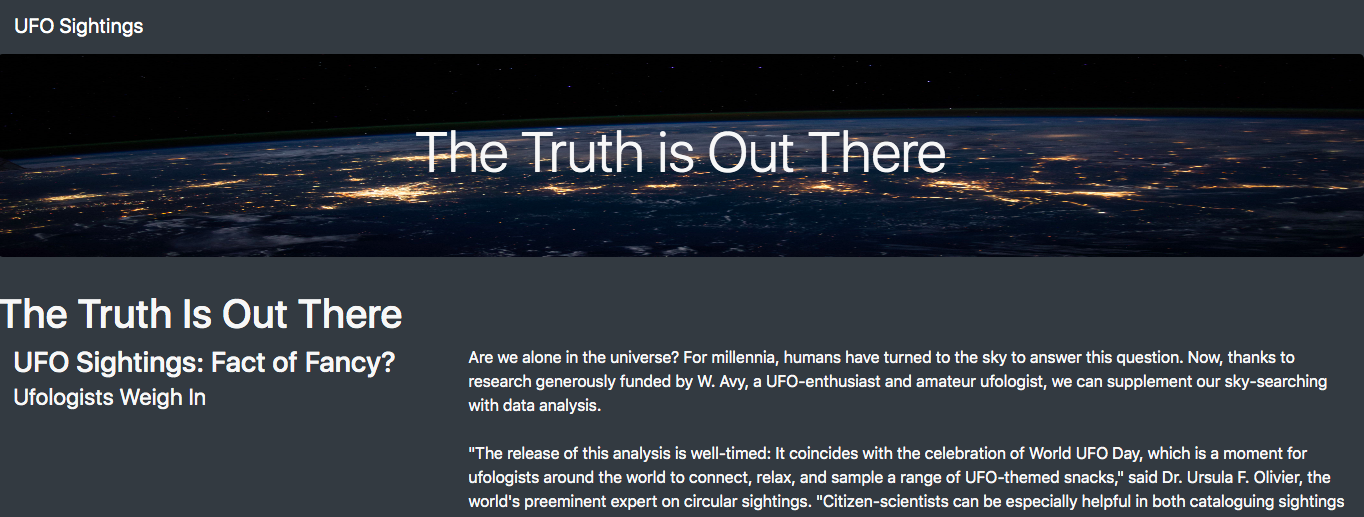 UFO Sightings
The Truth is Out There
The Truth Is Out There
UFO Sightings: Fact of Fancy?
Ufologists Weigh In
Are we alone in the universe? For millennia, humans have turned to the sky to answer this question. Now, thanks to
research generously funded by W. Avy, a UFO-enthusiast and amateur ufologist, we can supplement our sky-searching
with data analysis.
"The release of this analysis is well-timed: It coincides with the celebration of World UFO Day, which is a moment for
ufologists around the world to connect, relax, and sample a range of UFO-themed snacks," said Dr. Ursula F. Olivier, the
world's preeminent expert on circular sightings. "Citizen-scientists can be especially helpful in both cataloguing sightings